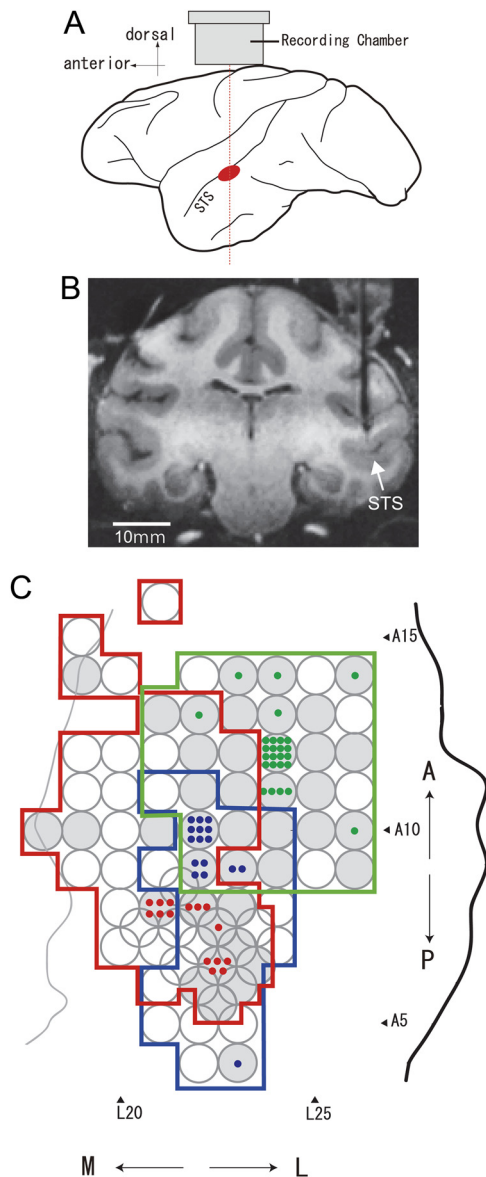 A
dorsal
anterior
Recording Chamber
STS
B
STS
10mm
C
A15
A
A10
P
A5
L20
L25
M
L